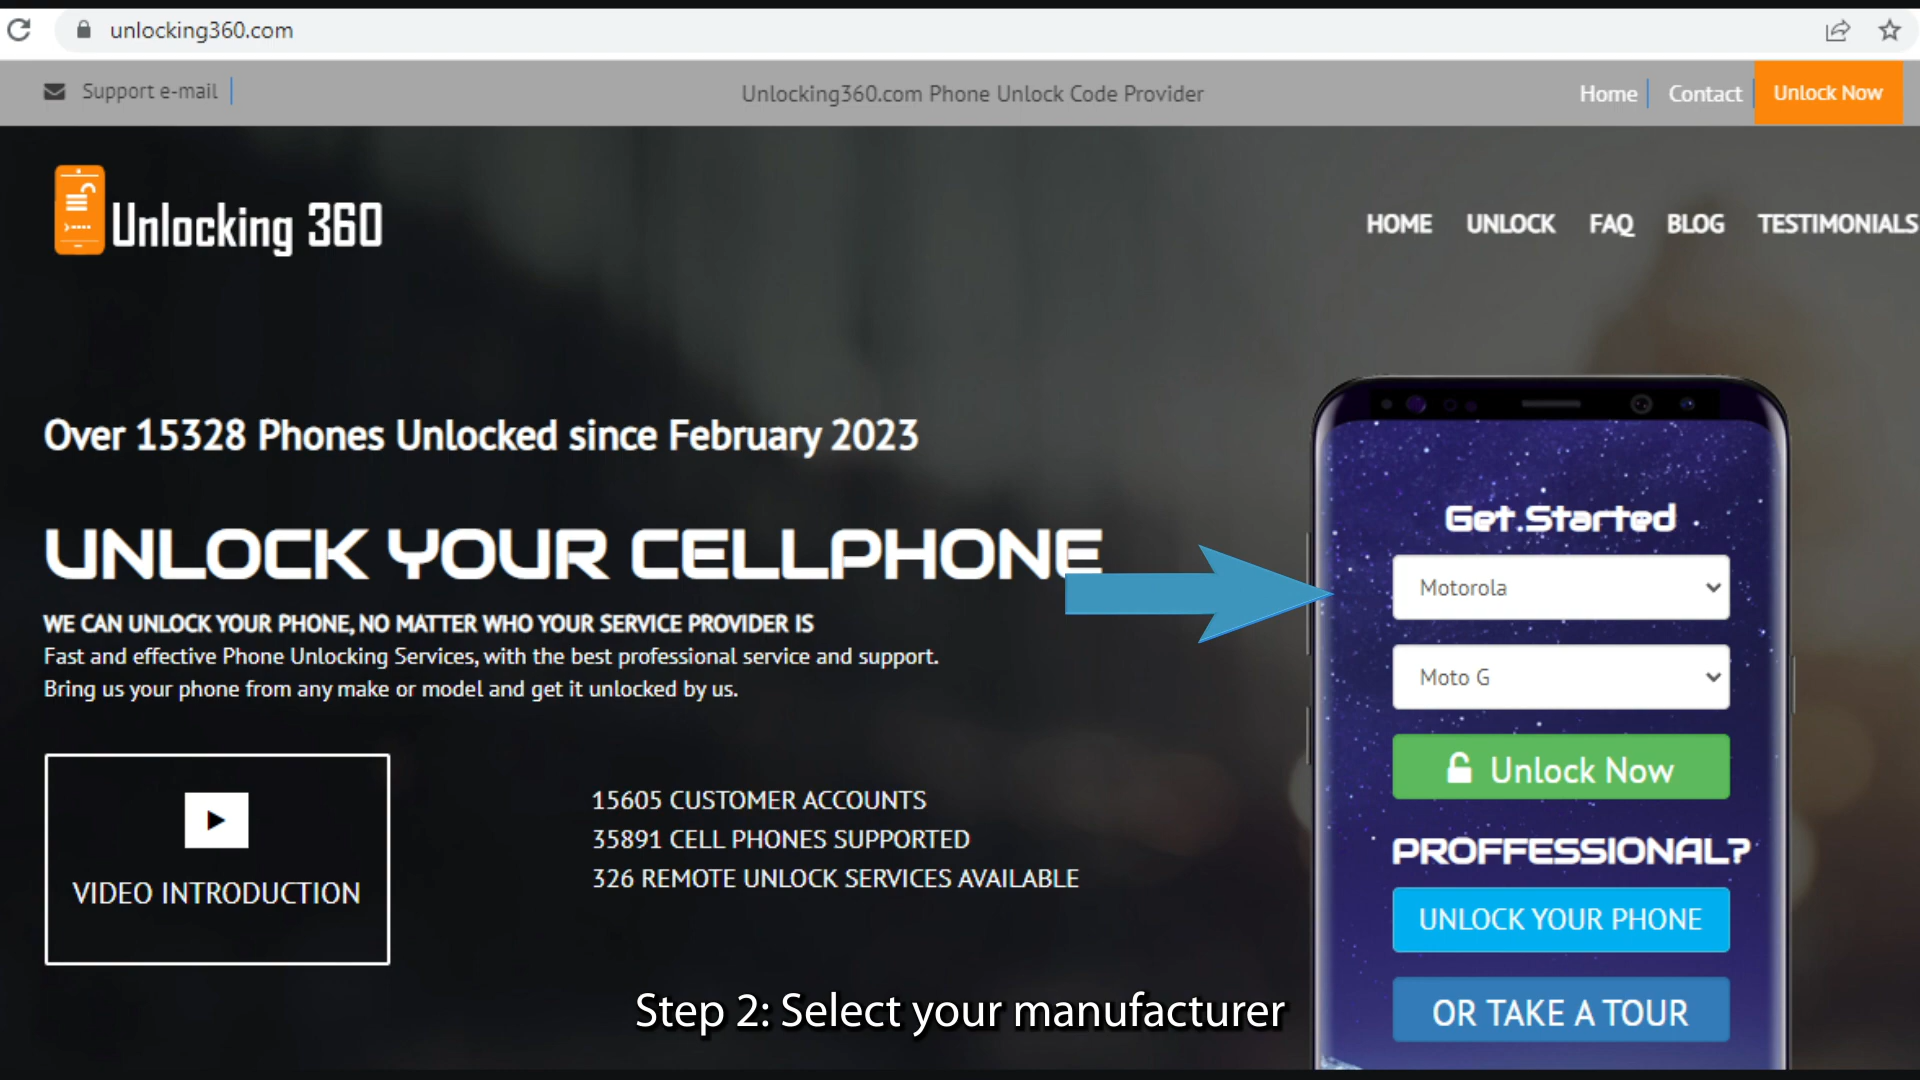 unlocking360.com
Support e-mail
Unlocking360.com Phone Unlock Code Provider
Home
Contact
Unlock Now
Unlocking 360
HOME
UNLOCK
FAQ
BLOG
TESTIMONIALS
Over 15328 Phones Unlocked since February 2023
UNLOCK YOUR CELLPHONE
WE CAN UNLOCK YOUR PHONE, NO MATTER WHO YOUR SERVICE PROVIDER IS
Fast and effective Phone Unlocking Services, with the best professional service and support.
Bring us your phone from any make or model and get it unlocked by us.
VIDEO INTRODUCTION
15605 CUSTOMER ACCOUNTS
35891 CELL PHONES SUPPORTED
326 REMOTE UNLOCK SERVICES AVAILABLE
Get Started
Motorola
Moto G
Unlock Now
PROFFESSIONAL?
UNLOCK YOUR PHONE
OR TAKE A TOUR
Step 2: Select your manufacturer